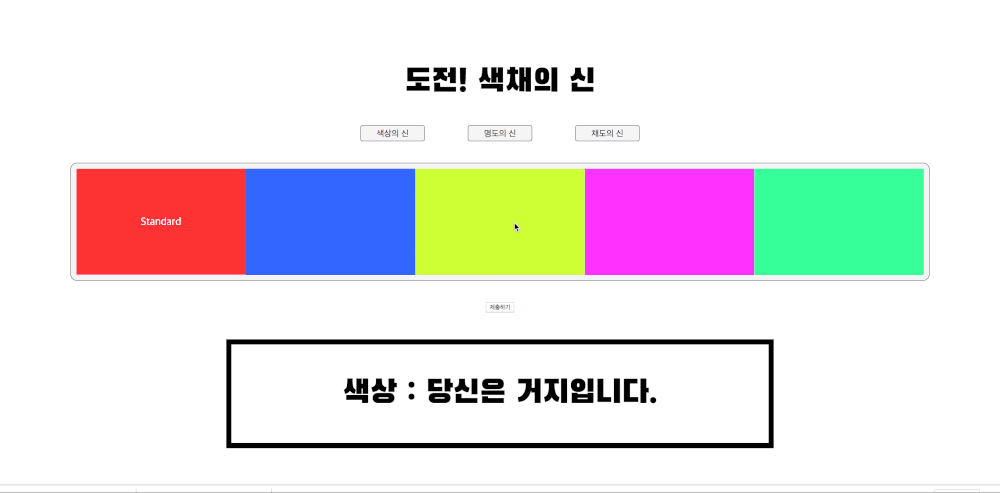 도전! 색채의 신
색상의 신 명도의 신 채도의 신
Standard
제출하기
색상 : 당신은 거지입니다.